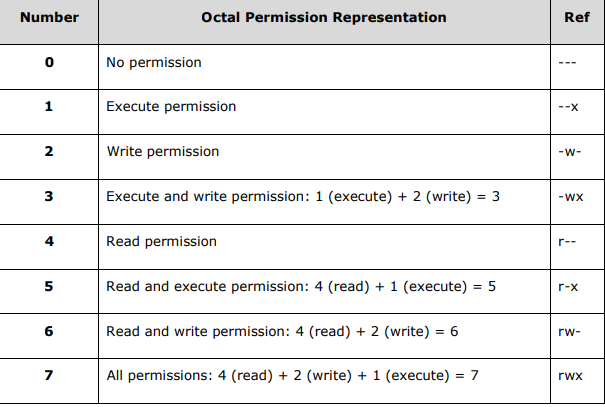 Number Octal Permission Representation Ref
0 No permission ---
1 Execute permission --x
2 Write permission -w-
3 Execute and write permission: 1 (execute) + 2 (write) = 3 -wx
4 Read permission r--
5 Read and execute permission: 4 (read) + 1 (execute) = 5 r-x
6 Read and write permission: 4 (read) + 2 (write) = 6 rw-
7 All permissions: 4 (read) + 2 (write) + 1 (execute) = 7 rwx